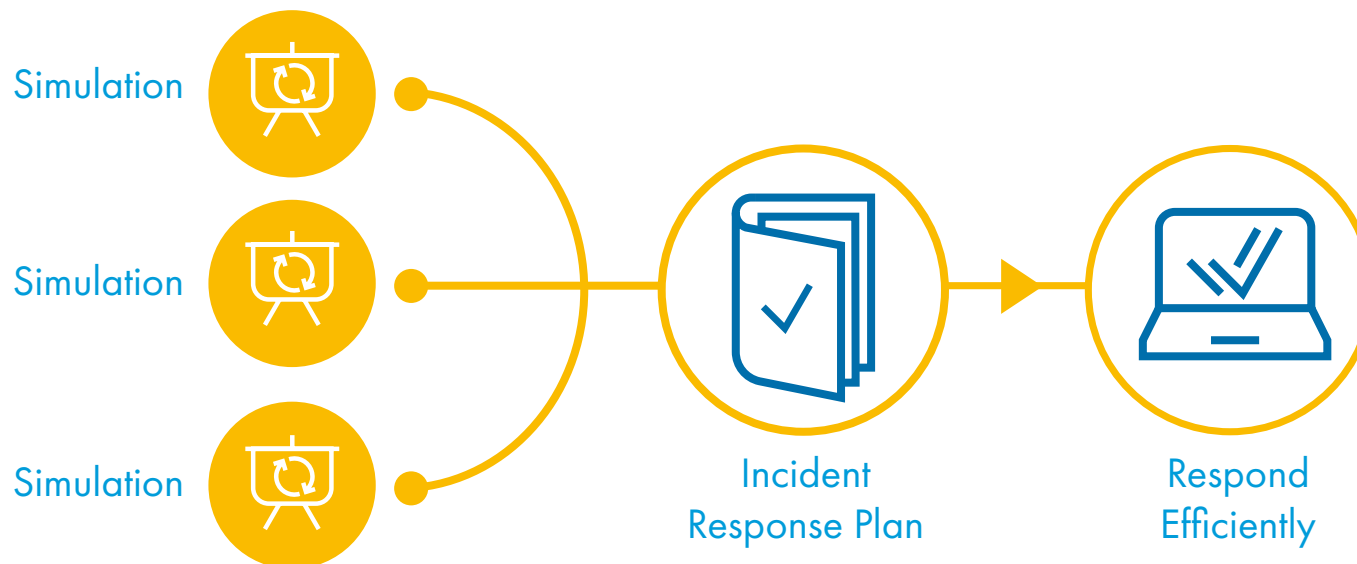 Simulation
Simulation
Simulation
Incident
Response Plan
Respond
Efficiently